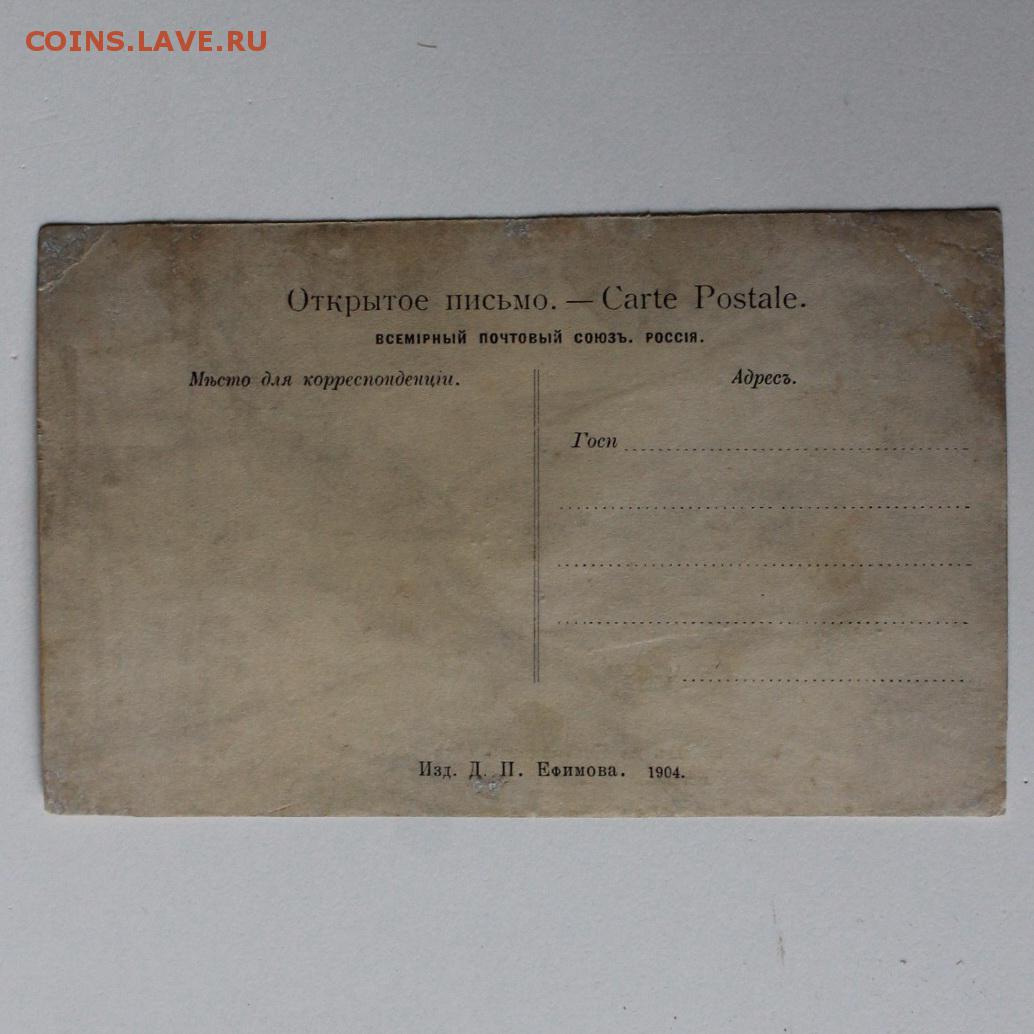 COINS.LAVE.RU
Открытое письмо. — Carte Postale.
ВСЕМІРНЫЙ ПОЧТОВЫЙ СОЮЗЪ. РОССІЯ.
Мѣсто для корреспонденціи.
Адресъ.
Госп
Изд. Д. П. Ефимова. 1904.